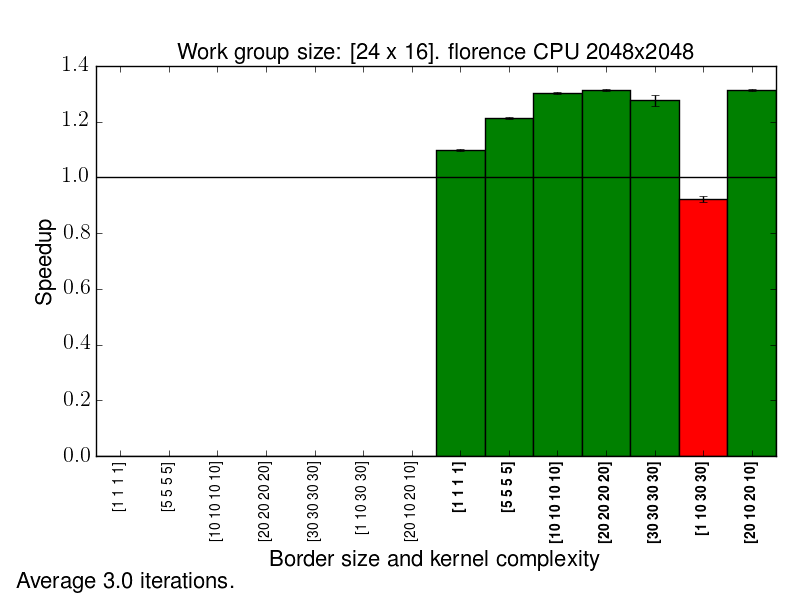 Work group size: [24 x 16]. florence CPU 2048x2048
1.4
1.2
1.0
0.8
0.6
0.4
0.2
0.0
Speedup
[1 1 1 1]
[5 5 5 5]
[10 10 10 10]
[20 20 20 20]
[30 30 30 30]
[1 10 30 30]
[20 10 20 10]
[1 1 1 1]
[5 5 5 5]
[10 10 10 10]
[20 20 20 20]
[30 30 30 30]
[1 10 30 30]
[20 10 20 10]
Border size and kernel complexity
Average 3.0 iterations.